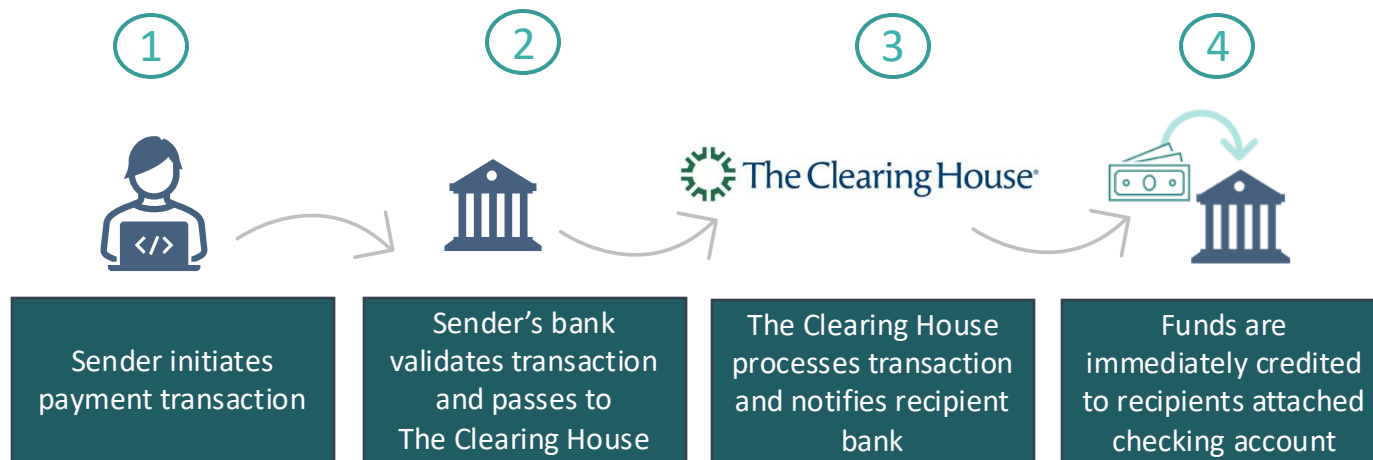 1
2
3
4
</>
The Clearing House®
Sender initiates
payment transaction
Sender’s bank
validates transaction
and passes to
The Clearing House
The Clearing House
processes transaction
and notifies recipient
bank
Funds are
immediately credited
to recipients attached
checking account